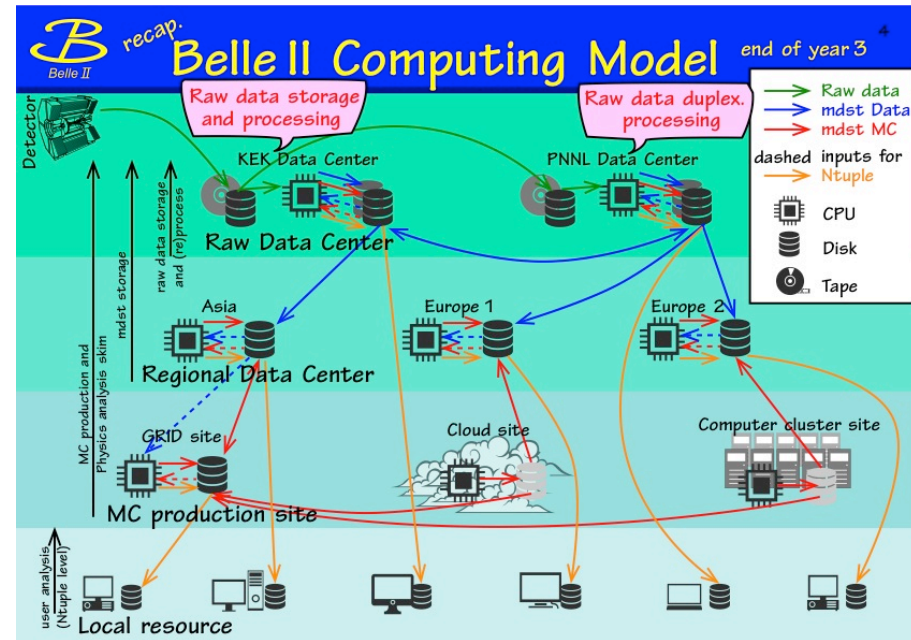 Belle II
recap.
Belle II Computing Model
end of year 3
4
Detector
Raw data storage
and processing
Raw data duplex.
processing
Raw data
mdst Data
mdst MC
dashed inputs for
Ntuple
CPU
Disk
Tape
KEK Data Center
PNNL Data Center
Raw Data Center
raw data storage
and (re)process
mdst storage
MC production and
Physics analysis skim
Asia
Europe 1
Europe 2
Regional Data Center
GRID site
Cloud site
Computer cluster site
MC production site
user analysis
(Ntuple level)
Local resource